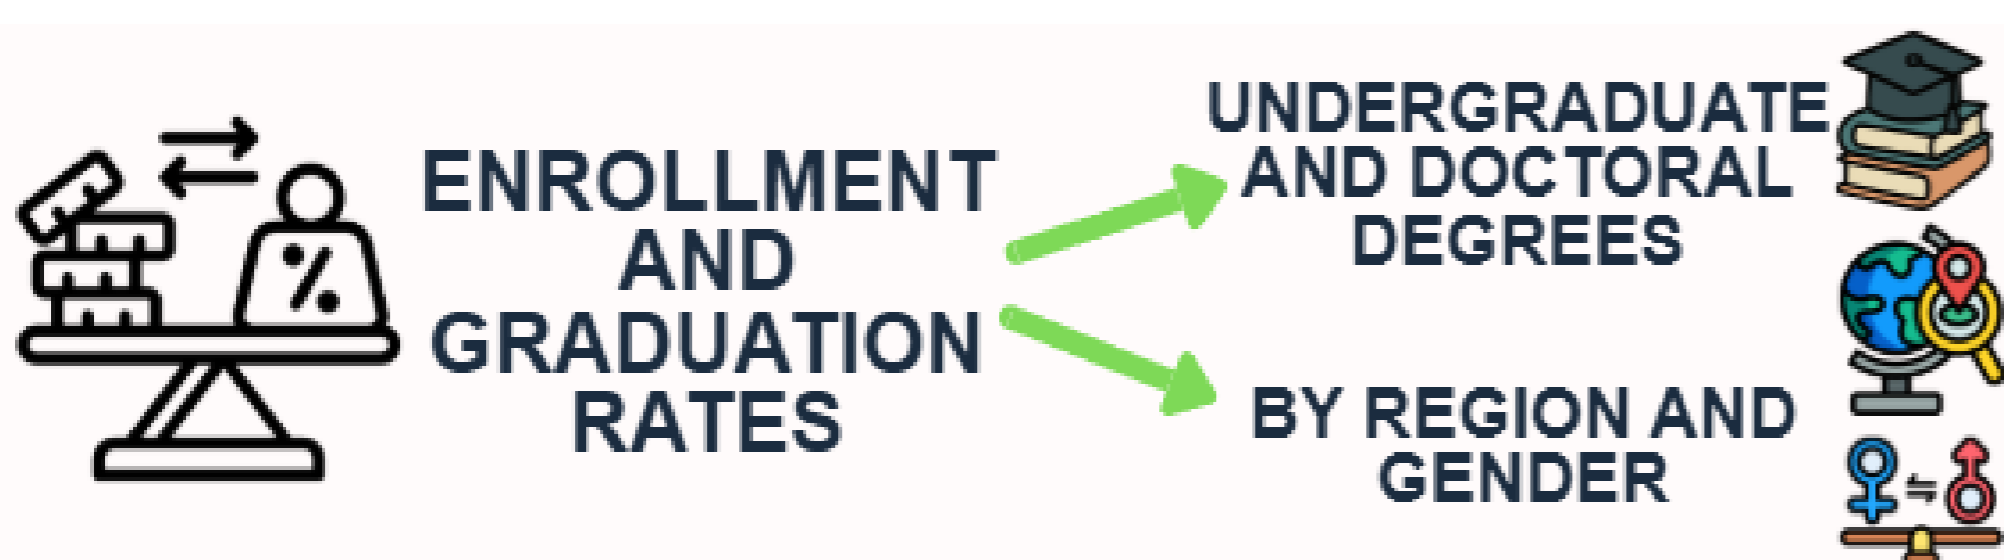 ENROLLMENT
AND
GRADUATION
RATES
UNDERGRADUATE
AND DOCTORAL
DEGREES
BY REGION AND
GENDER
%